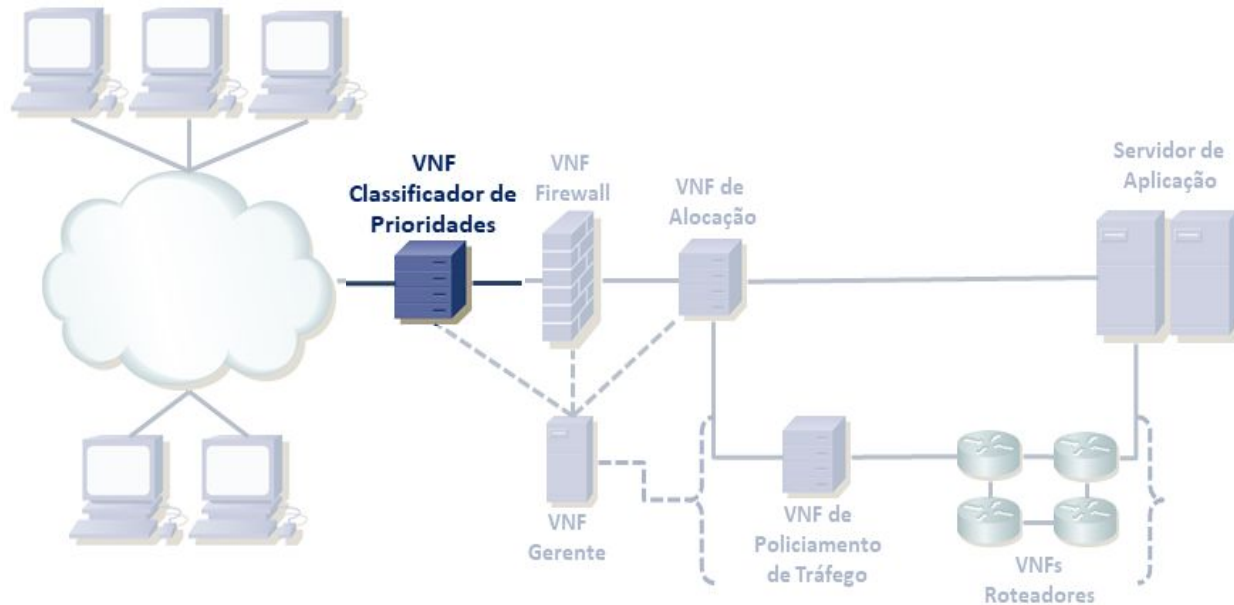 VNF
Classificador de
Prioridades
VNF
Firewall
VNF de
Alocação
Servidor de
Aplicação
VNF
Gerente
VNF de
Policiamento
de Tráfego
VNFs
Roteadores